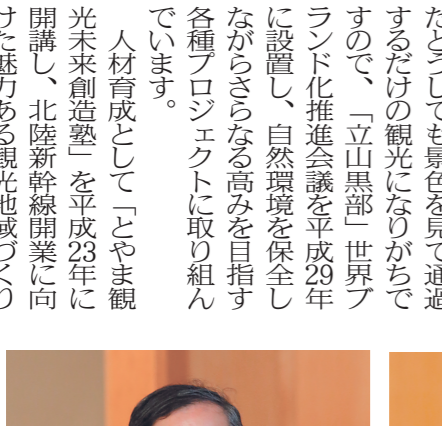 たどうしても景色を見て通過
するだけの観光になりがちで
すので、「立山黒部」世界ブ
ランド化推進会議を平成29年
に設置し、自然環境を保全し
ながらさらなる高みを目指す
各種プロジェクトに取り組ん
でいます。
人材育成として「とやま観
光未来創造塾」を平成23年に
開講し、北陸新幹線開業に向
けた魅力ある観光地域づくり